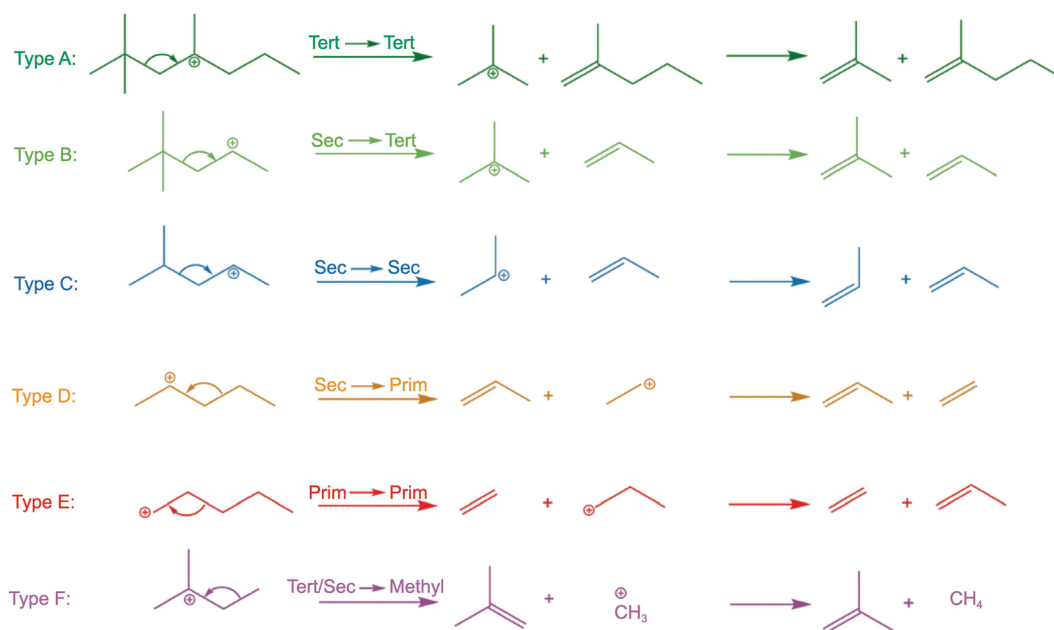 Type A: Tert → Tert ⊕ ⊕ + +
Type B: ⊕ Sec → Tert ⊕ + +
Type C: ⊕ Sec → Sec ⊕ + +
Type D: ⊕ Sec → Prim + ⊕ +
Type E: ⊕ Prim → Prim + ⊕ +
Type F: ⊕ Tert/Sec → Methyl + ⊕ CH₃ + CH₄